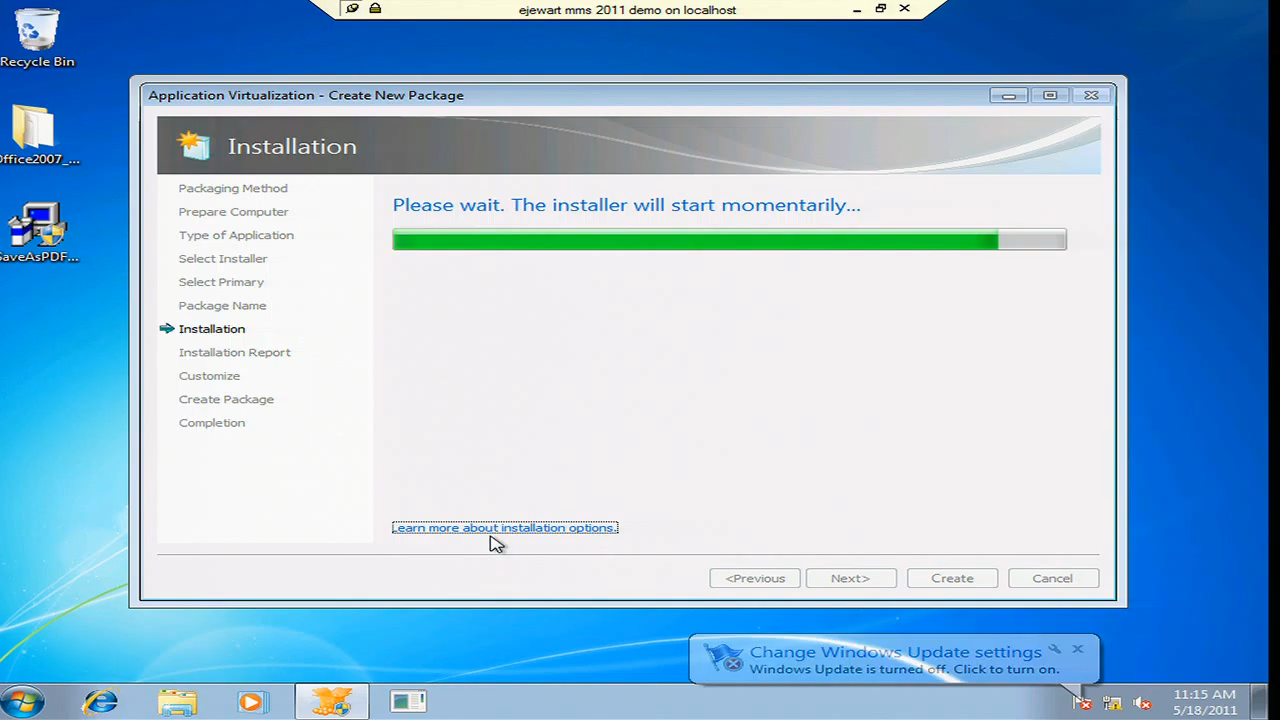 ejewart mms 2011 demo on localhost
Recycle Bin
Office2007_...
SaveAsPDF...
Application Virtualization - Create New Package
Installation
Packaging Method
Prepare Computer
Type of Application
Select Installer
Select Primary
Package Name
Installation
Installation Report
Customize
Create Package
Completion
Please wait. The installer will start momentarily...
Learn more about installation options.
<Previous
Next>
Create
Cancel
Change Windows Update settings
Windows Update is turned off. Click to turn on.
11:15 AM
5/18/2011